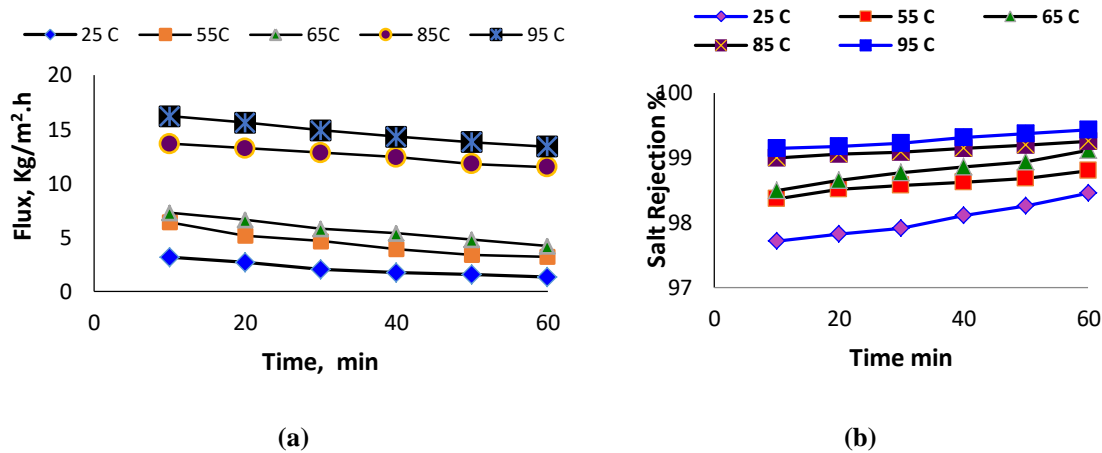 25 C 55C 65C 85C 95 C
20
15
10
5
0
Flux, Kg/m².h
0 20 40 60
Time, min
(a)
25 C 55 C 65 C
85 C 95 C
100
99
98
97
Salt Rejection %
0 20 40 60
Time min
(b)